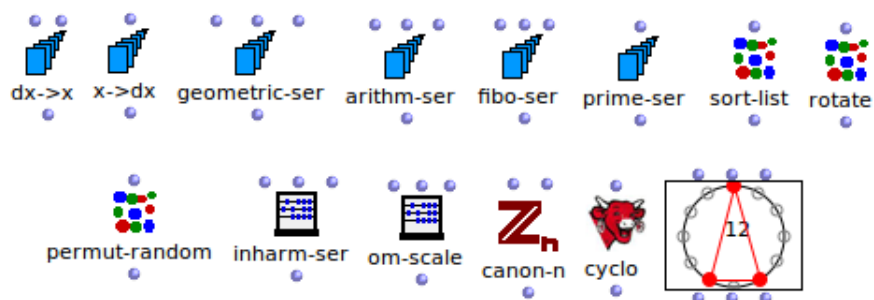 dx->x x->dx geometric-ser arithm-ser fibo-ser prime-ser sort-list rotate
permut-random inharm-ser om-scale Zn canon-n cyclo 12